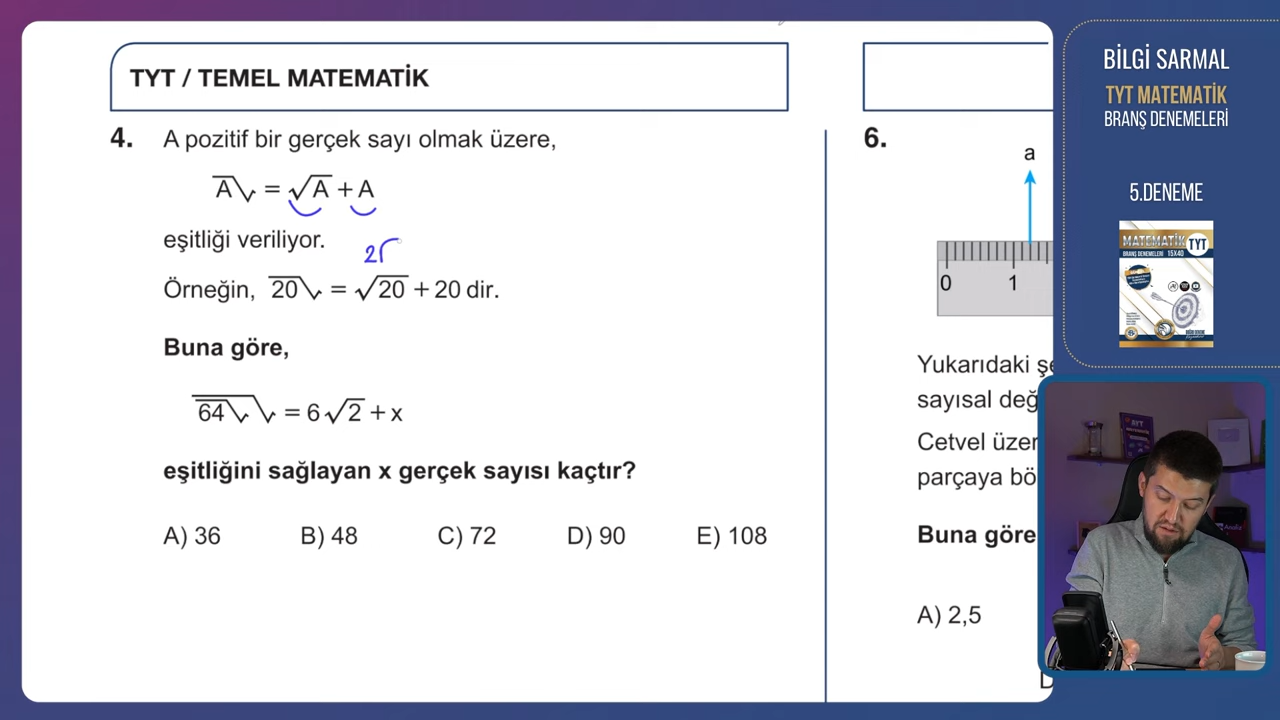 TYT / TEMEL MATEMATİK
4. A pozitif bir gerçek sayı olmak üzere,
A = √A + A
eşitliği veriliyor.
2
Örneğin, 20 = √20 + 20 dir.
Buna göre,
64 = 6√2 + x
eşitliğini sağlayan x gerçek sayısı kaçtır?
A) 36 B) 48 C) 72 D) 90 E) 108
6.
a
0 1
Yukarıdaki şe
sayısal değ
Cetvel üzer
parçaya bö
Buna göre
A) 2,5
D
BİLGİ SARMAL
TYT MATEMATİK
BRANŞ DENEMELERİ
5.DENEME
MATEMATİK TYT
BRANŞ DENEMELERİ 15X40